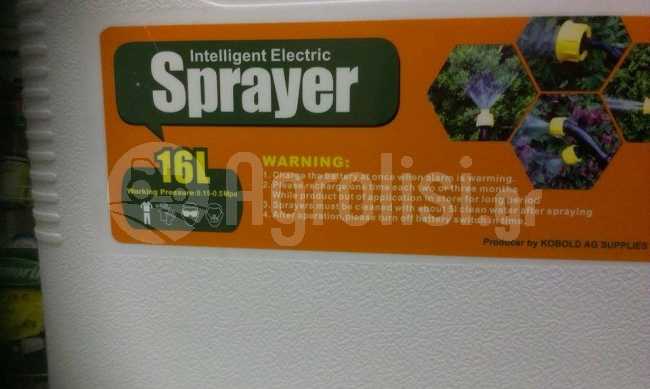 Intelligent Electric
Sprayer
16L
Working Pressure:0.15-0.5Mpa
WARNING:
1. Charge the battery at once when alarm is warming.
2. Please recharge one time each two or three months
While product out of application in store for long period
3. Sprayers must be cleaned with about 5l clean water after spraying
4. After operation, please turn off battery switch in time.
Producer by KOBOLD AG SUPPLIES
Agrolisi.gr